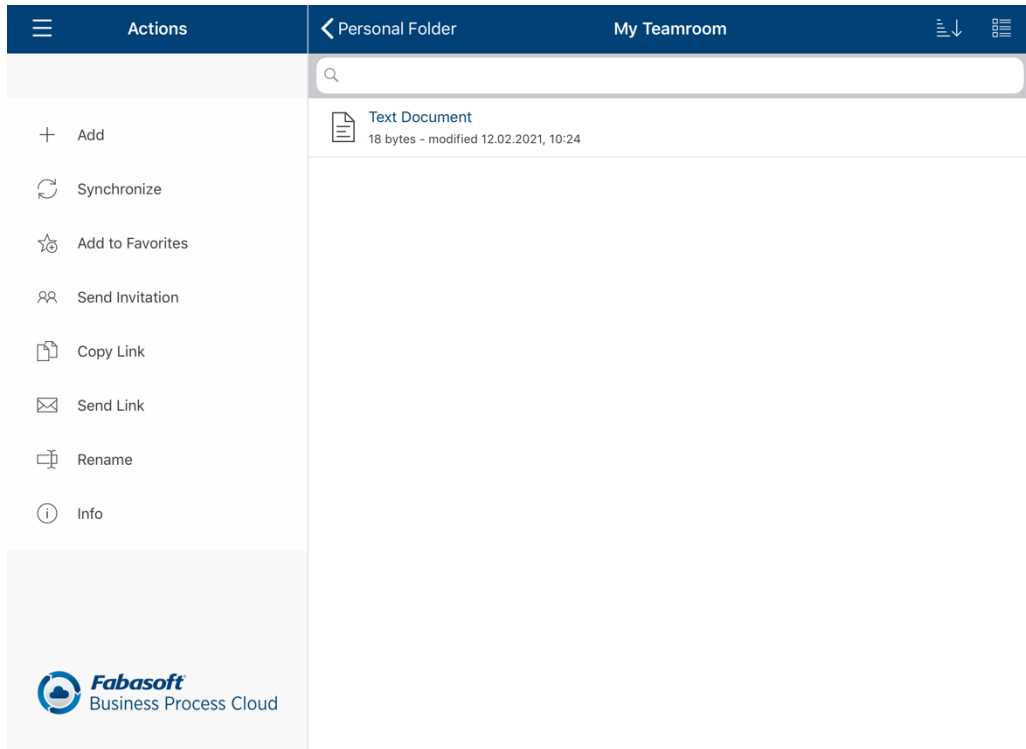 Actions
Personal Folder
My Teamroom
Add
Synchronize
Add to Favorites
Send Invitation
Copy Link
Send Link
Rename
Info
Fabasoft
Business Process Cloud
Text Document
18 bytes - modified 12.02.2021, 10:24